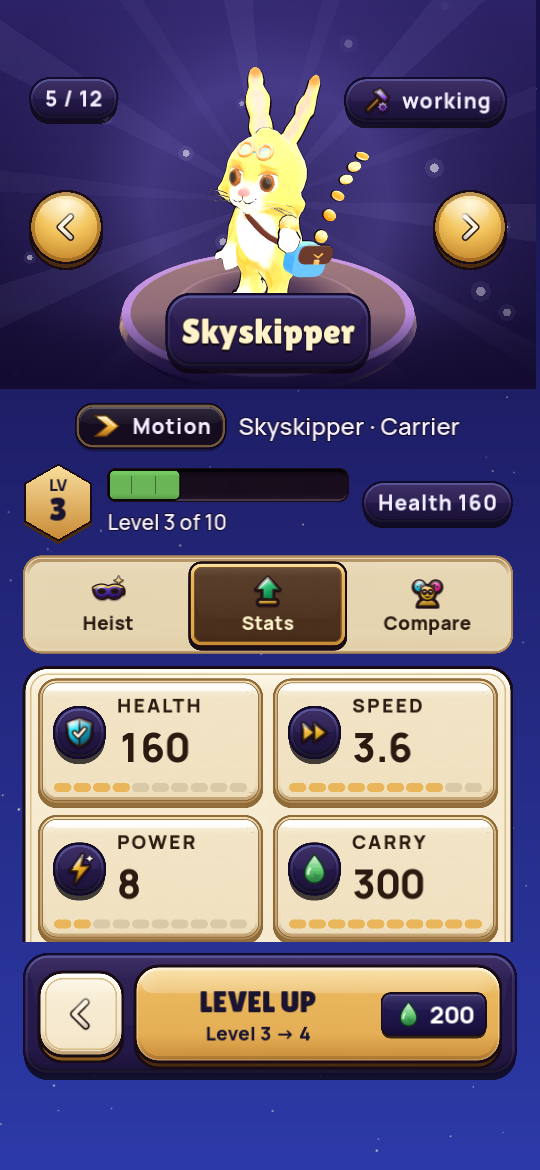 5 / 12
working
Skyskipper
Motion
Skyskipper · Carrier
LV
3
Level 3 of 10
Health 160
Heist
Stats
Compare
HEALTH
160
SPEED
3.6
POWER
8
CARRY
300
LEVEL UP
Level 3 → 4
200